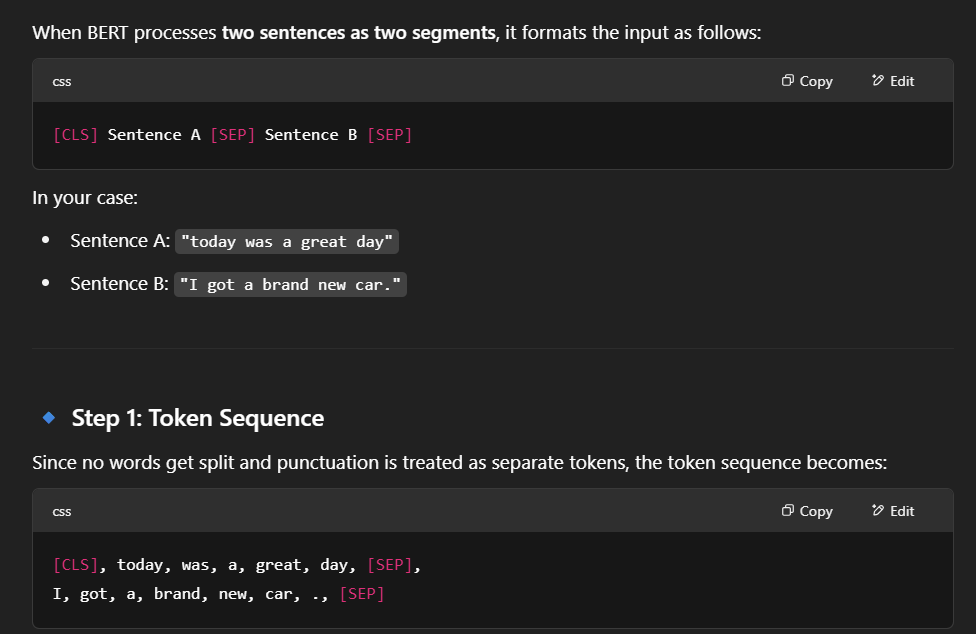 When BERT processes two sentences as two segments, it formats the input as follows:
css Copy Edit
[CLS] Sentence A [SEP] Sentence B [SEP]
In your case:
• Sentence A: "today was a great day"
• Sentence B: "I got a brand new car."
Step 1: Token Sequence
Since no words get split and punctuation is treated as separate tokens, the token sequence becomes:
css Copy Edit
[CLS], today, was, a, great, day, [SEP],
I, got, a, brand, new, car, ., [SEP]